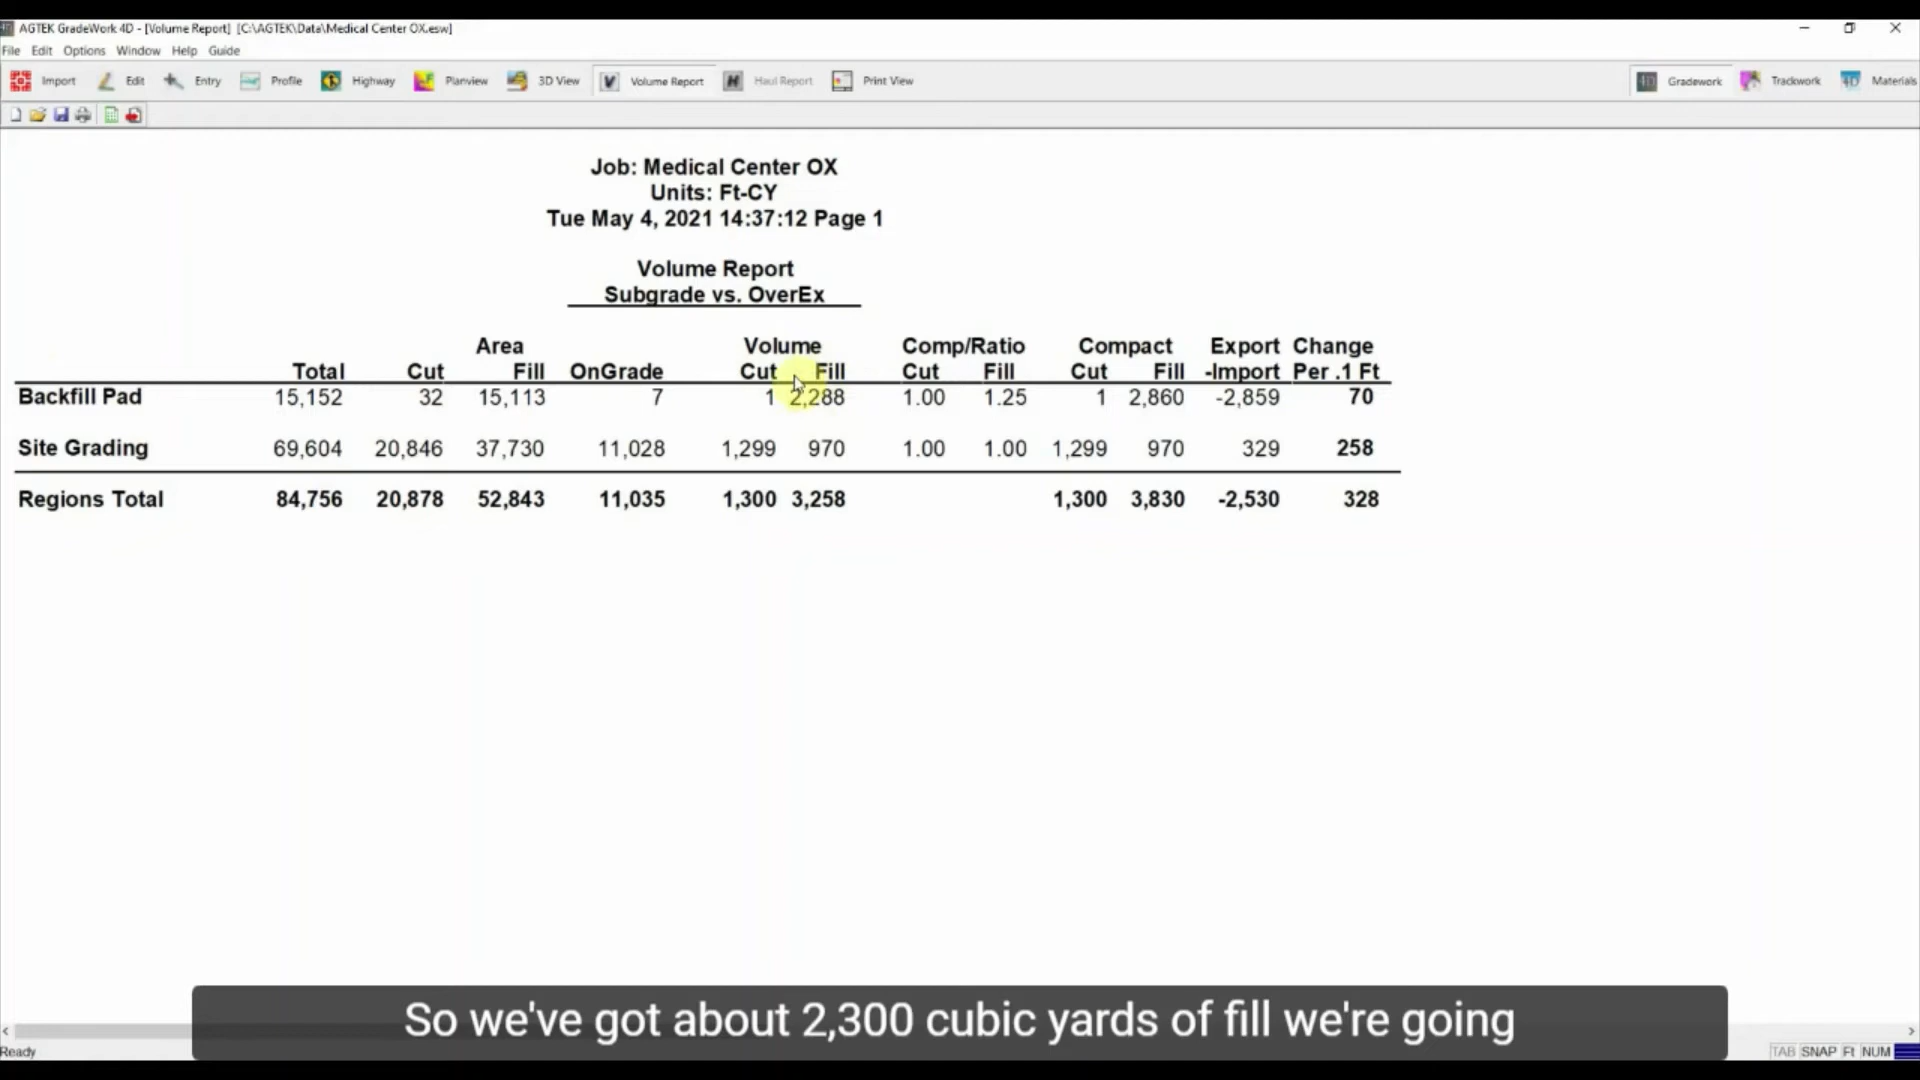 AGTEK GradeWork 4D - [Volume Report] [C:\AGTEK\Data\Medical Center OX.esw]
File Edit Options Window Help Guide
Import Edit Entry Profile Highway Planview 3D View Volume Report Haul Report Print View Gradework Trackwork Materials
Job: Medical Center OX
Units: Ft-CY
Tue May 4, 2021 14:37:12 Page 1
Volume Report
Subgrade vs. OverEx
Area Volume Comp/Ratio Compact Export Change
Total Cut Fill OnGrade Cut Fill Cut Fill Cut Fill -Import Per .1 Ft
Backfill Pad 15,152 32 15,113 7 1 2,288 1.00 1.25 1 2,860 -2,859 70
Site Grading 69,604 20,846 37,730 11,028 1,299 970 1.00 1.00 1,299 970 329 258
Regions Total 84,756 20,878 52,843 11,035 1,300 3,258 1,300 3,830 -2,530 328
So we've got about 2,300 cubic yards of fill we're going
Ready TAB SNAP Ft NUM